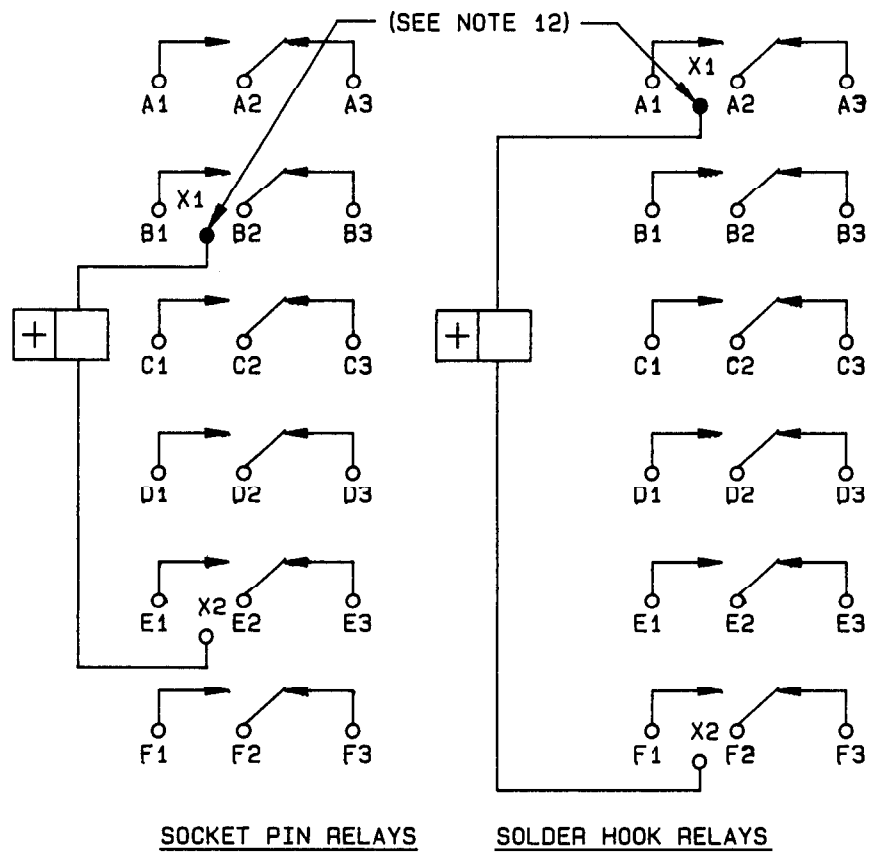 (SEE NOTE 12)
A1 A2 A3 A1 X1 A2 A3
B1 X1 B2 B3 B1 B2 B3
+ +
C1 C2 C3 C1 C2 C3
D1 D2 D3 D1 D2 D3
E1 X2 E2 E3 E1 E2 E3
F1 F2 F3 F1 X2 F2 F3
SOCKET PIN RELAYS SOLDER HOOK RELAYS